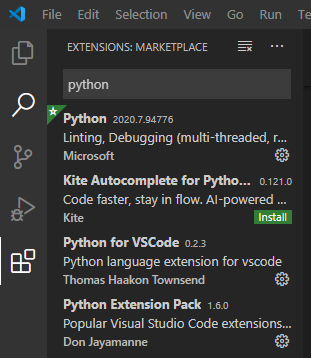 File Edit Selection View Go Run Te
EXTENSIONS: MARKETPLACE
python
Python 2020.7.94776
Linting, Debugging (multi-threaded, r...
Microsoft
Kite Autocomplete for Pytho... 0.121.0
Code faster, stay in flow. AI-powered ...
Kite Install
Python for VSCode 0.2.3
Python language extension for vscode
Thomas Haakon Townsend
Python Extension Pack 1.6.0
Popular Visual Studio Code extensions...
Don Jayamanne